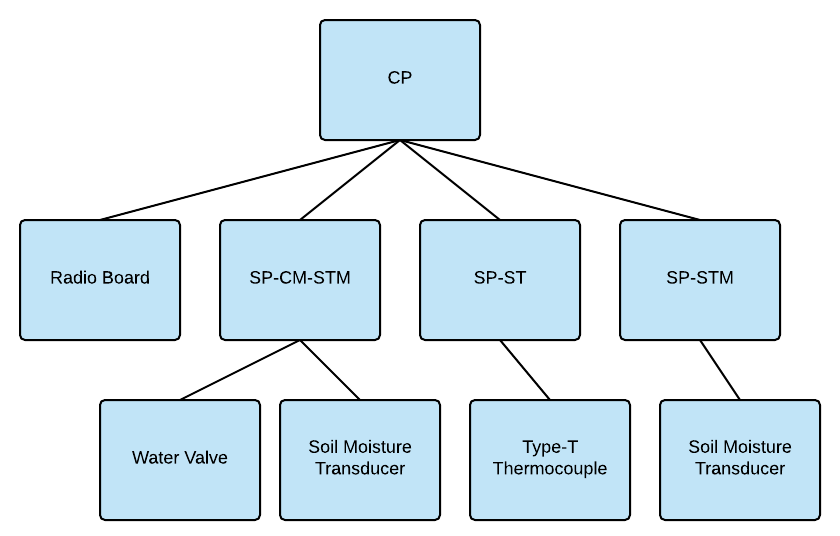 CP
Radio Board
SP-CM-STM
SP-ST
SP-STM
Water Valve
Soil Moisture
Transducer
Type-T
Thermocouple
Soil Moisture
Transducer